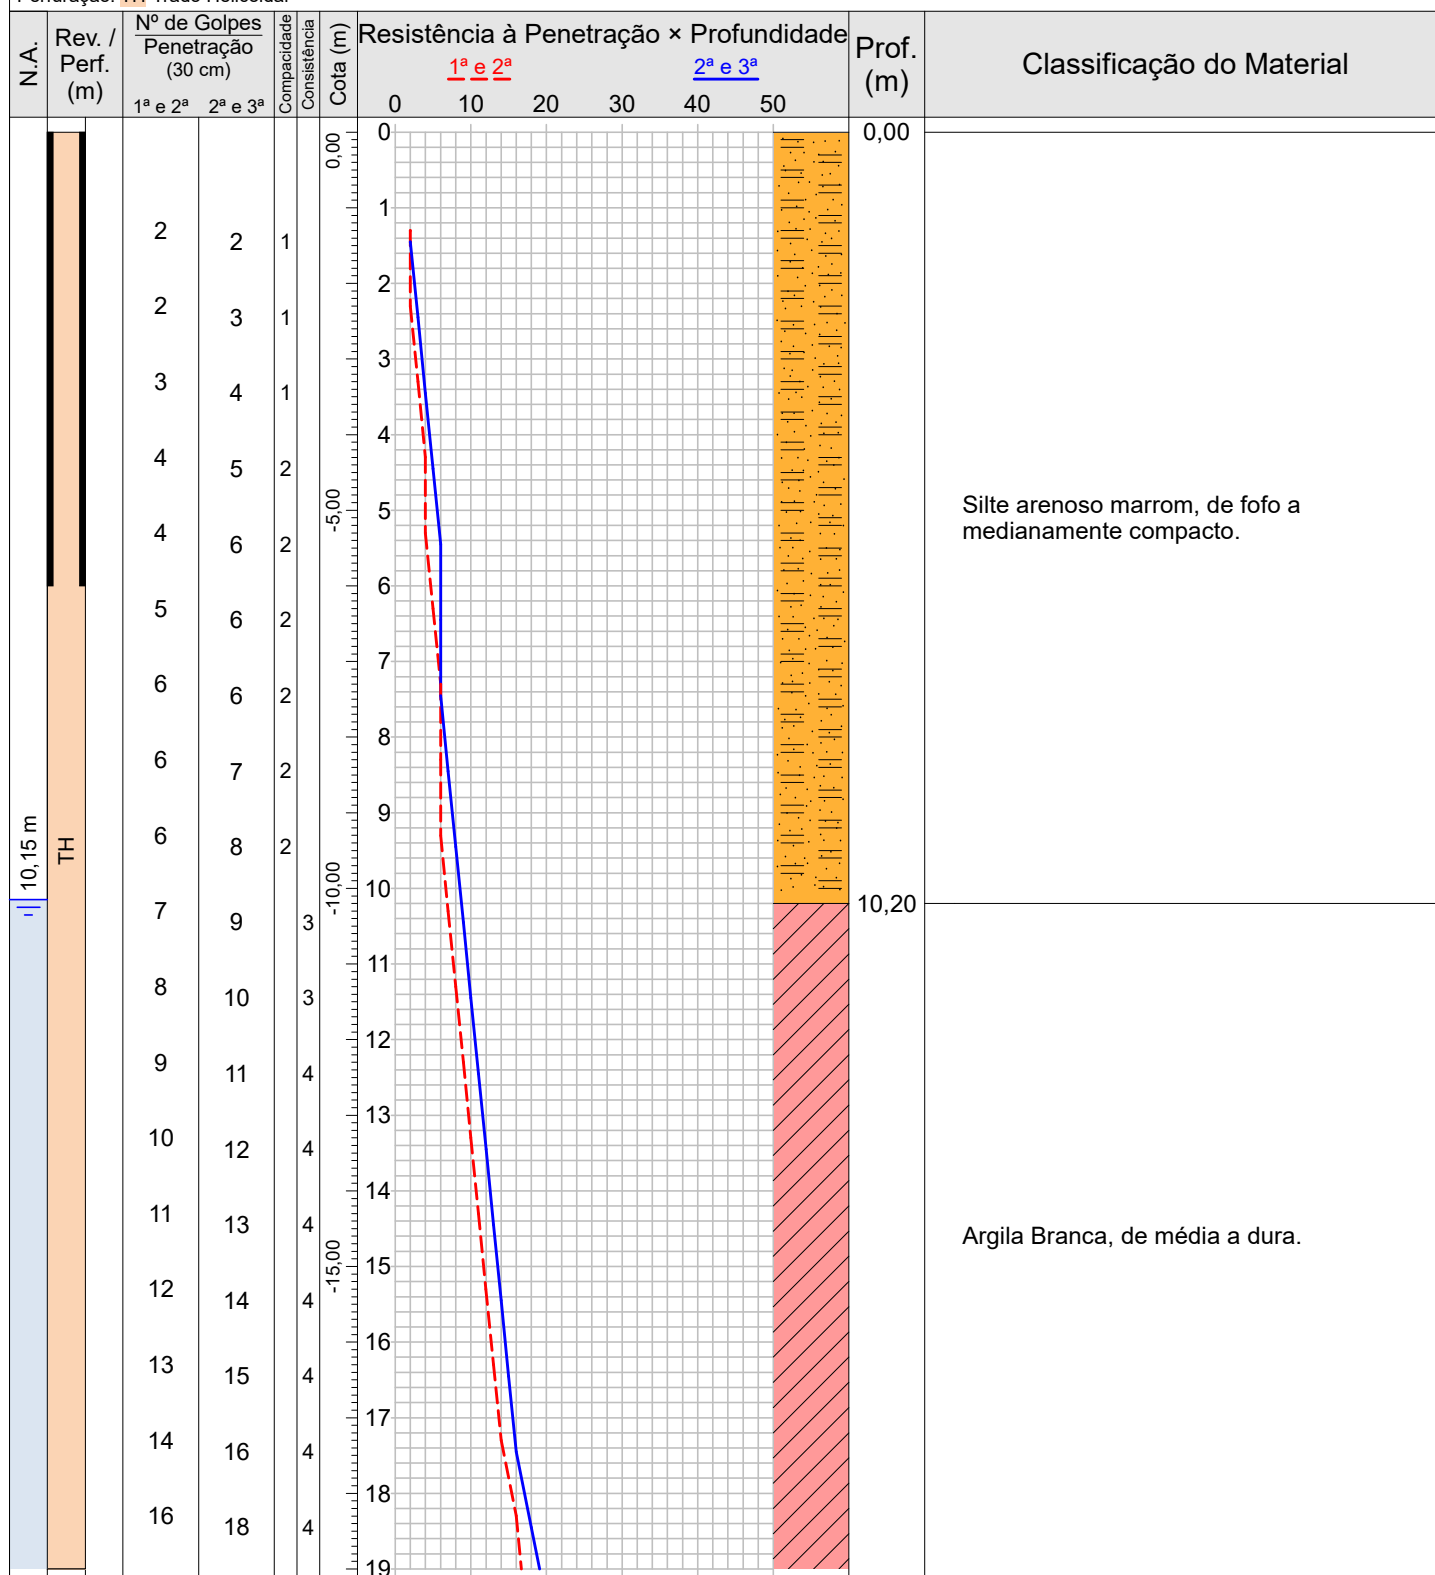 N.A.
Rev. /
Perf.
(m)
Nº de Golpes
Penetração
(30 cm)
1ª e 2ª 2ª e 3ª
Compacidade
Consistência
Cota (m)
Resistência à Penetração × Profundidade
1ª e 2ª 2ª e 3ª
0 10 20 30 40 50
Prof.
(m)
Classificação do Material
0,00 0 0,00
1
2 2 1
2
2 3 1
3
3 4 1
4
4 5 2
-5,00 5
Silte arenoso marrom, de fofo a
medianamente compacto.
4 6 2
6
5 6 2
7
6 6 2
8
6 7 2
9
6 8 2
TH
10,15 m
-10,00 10
10,20
7 9 3
11
8 10 3
12
9 11 4
13
10 12 4
14
11 13 4
Argila Branca, de média a dura.
-15,00 15
12 14 4
16
13 15 4
17
14 16 4
18
16 18 4
19